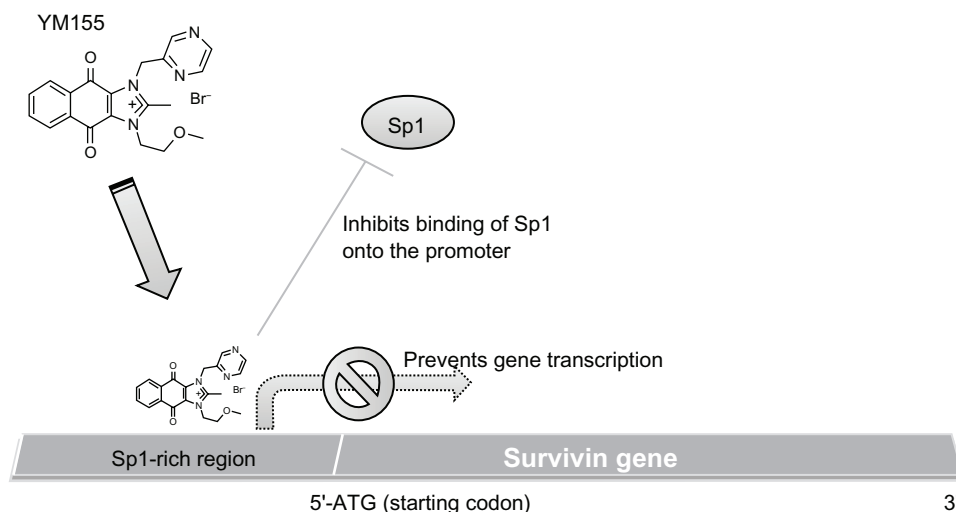 YM155
N
N
O
N
+
Br⁻
N
O
O
Sp1
Inhibits binding of Sp1
onto the promoter
Prevents gene transcription
N
N
O
N
Br⁻
+
N
O
O
Sp1-rich region
Survivin gene
5'-ATG (starting codon)
3